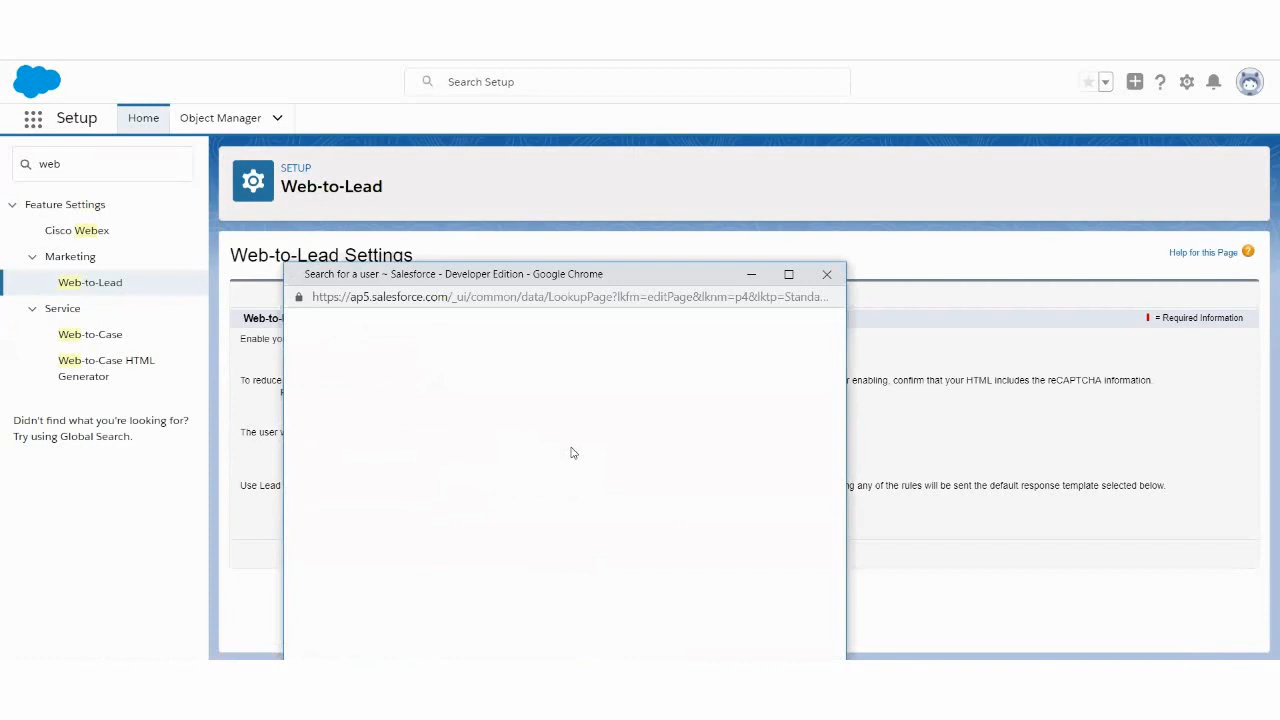 Search Setup
Setup
Home
Object Manager
web
Feature Settings
Cisco Webex
Marketing
Web-to-Lead
Service
Web-to-Case
Web-to-Case HTML
Generator
Didn't find what you're looking for?
Try using Global Search.
SETUP
Web-to-Lead
Web-to-Lead Settings
Help for this Page ?
Search for a user ~ Salesforce - Developer Edition - Google Chrome
https://ap5.salesforce.com/_ui/common/data/LookupPage?lkfm=editPage&lknm=p4&lktp=Standa...
= Required Information
Enable
To reduce
enabling, confirm that your HTML includes the reCAPTCHA information.
The user
Use Lead
any of the rules will be sent the default response template selected below.